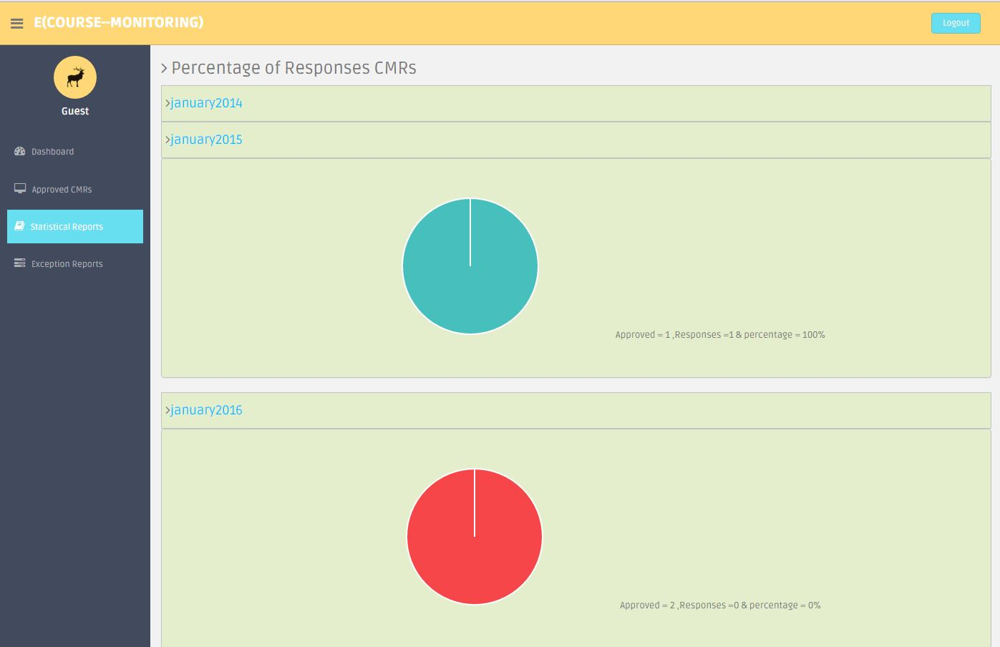 E(COURSE--MONITORING)
Logout
Guest
Dashboard
Approved CMRs
Statistical Reports
Exception Reports
Percentage of Responses CMRs
january2014
january2015
Approved = 1 ,Responses =1 & percentage = 100%
january2016
Approved = 2 ,Responses =0 & percentage = 0%